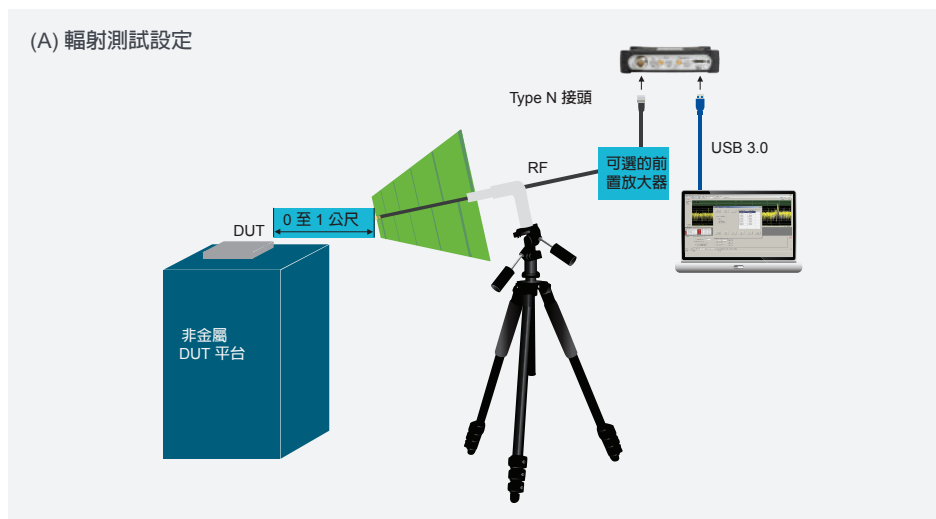 (A) 輻射測試設定
Type N 接頭
USB 3.0
RF
可選的前
置放大器
0 至 1 公尺
DUT
非金屬
DUT 平台